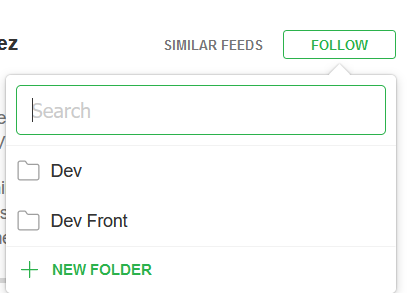 ez SIMILAR FEEDS FOLLOW
Search
Dev
Dev Front
NEW FOLDER